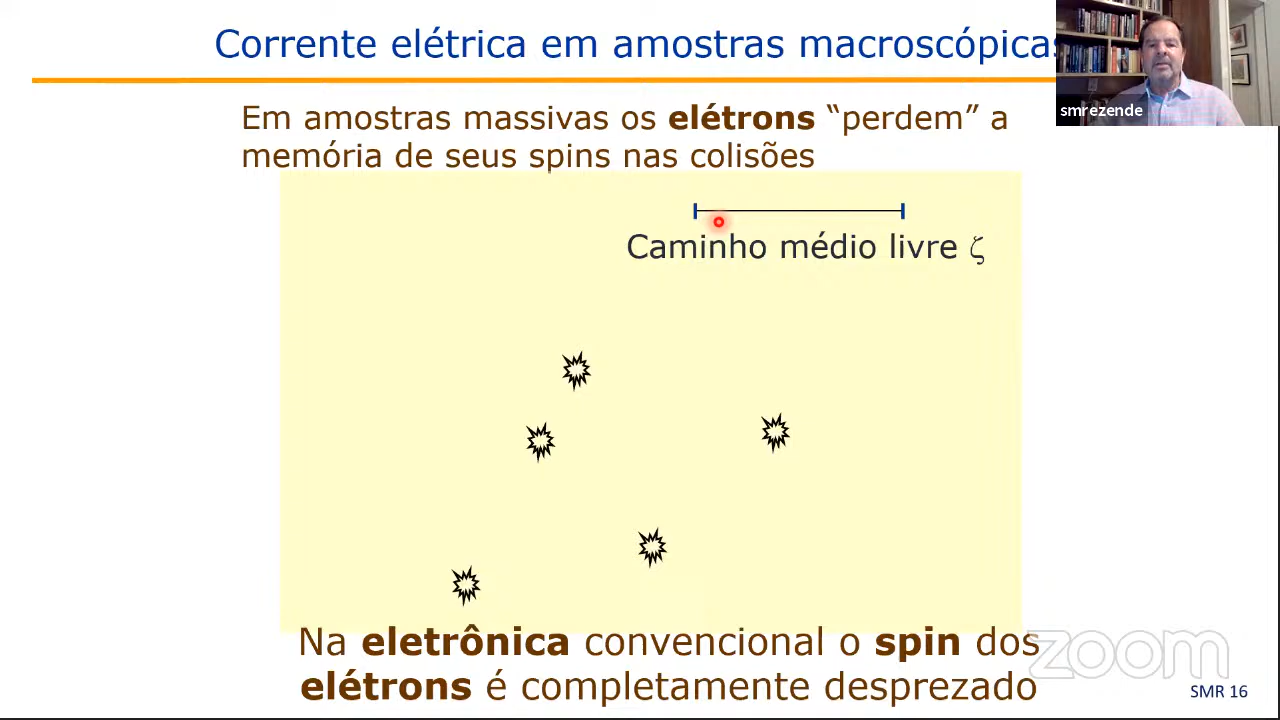 Corrente elétrica em amostras macroscópicas
smrezende
Em amostras massivas os elétrons “perdem” a
memória de seus spins nas colisões
Caminho médio livre ζ
Na eletrônica convencional o spin dos
elétrons é completamente desprezado
zoom
SMR 16